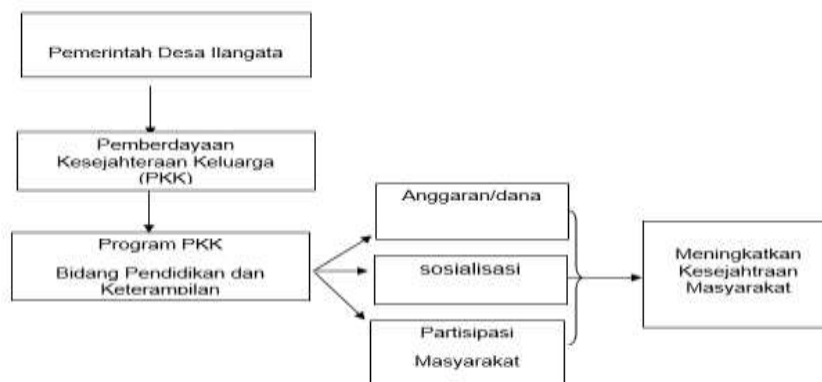 Pemerintah Desa Ilangata
Pemberdayaan
Kesejahteraan Keluarga
(PKK)
Program PKK
Bidang Pendidikan dan
Keterampilan
Anggaran/dana
sosialisasi
Partisipasi
Masyarakat
Meningkatkan
Kesejahtraan
Masyarakat